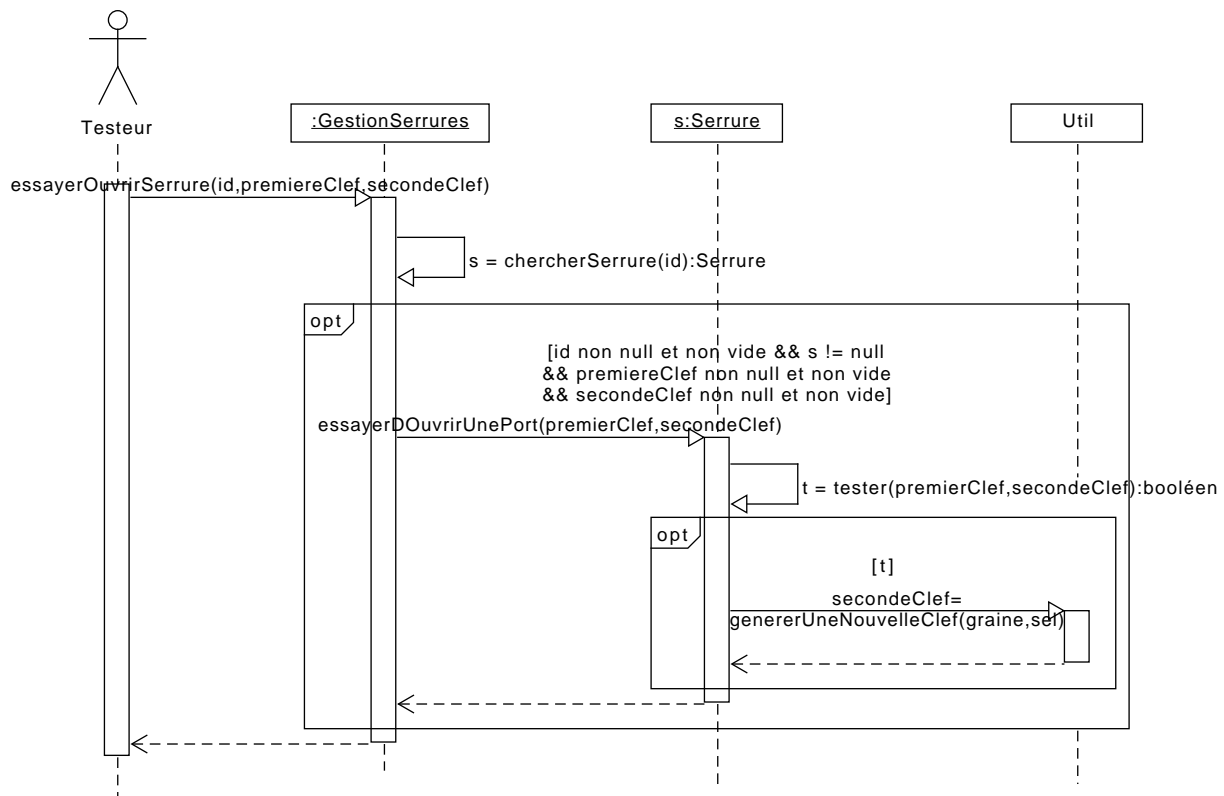 Testeur
:GestionSerrures
s:Serrure
Util
essayerOuvrirSerrure(id,premiereClef,secondeClef)
s = chercherSerrure(id):Serrure
opt
[id non null et non vide && s != null
&& premiereClef non null et non vide
&& secondeClef non null et non vide]
essayerDOuvrirUnePort(premierClef,secondeClef)
t = tester(premierClef,secondeClef):booléen
opt
[t]
secondeClef=
genererUneNouvelleClef(graine,sel)